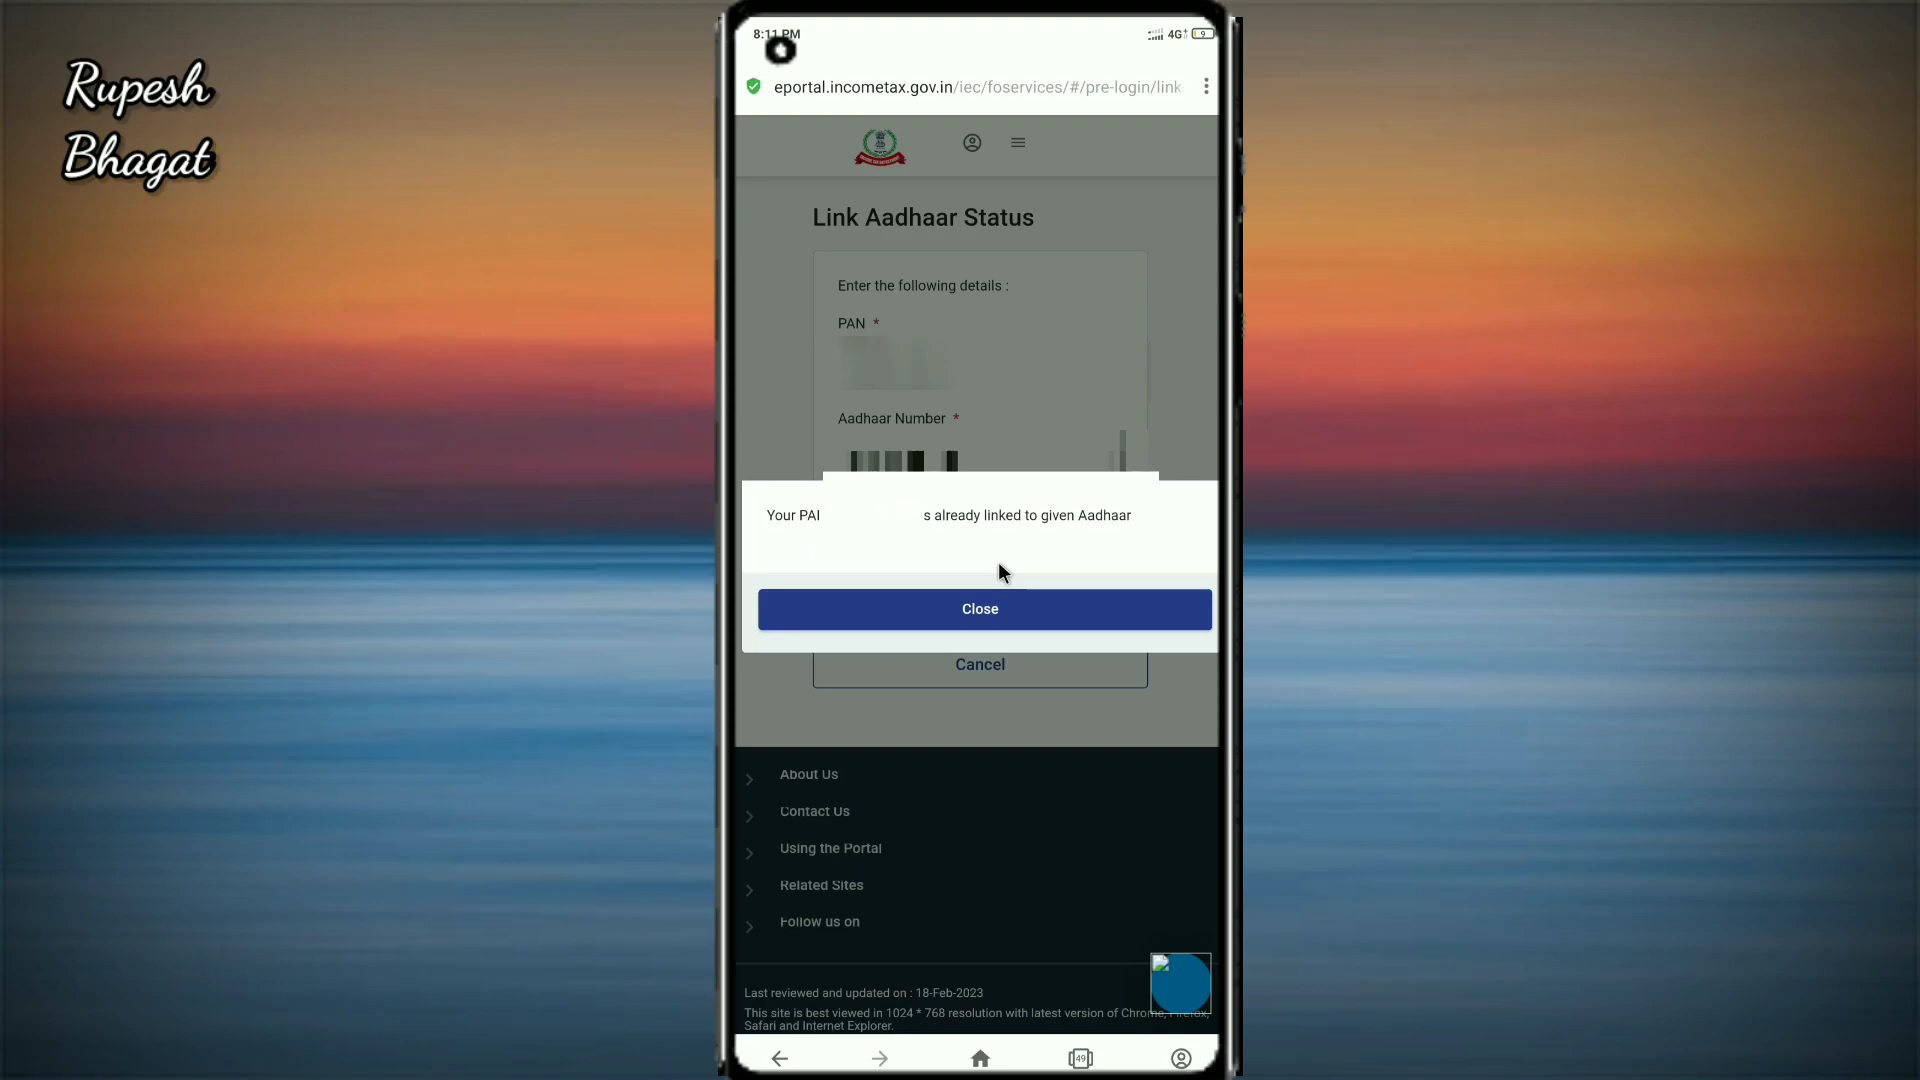 Rupesh
Bhagat
8:11 PM
4G+
9
eportal.incometax.gov.in/iec/foservices/#/pre-login/link
Link Aadhaar Status
Enter the following details :
PAN *
Aadhaar Number *
Your PAI s already linked to given Aadhaar
Close
Cancel
About Us
Contact Us
Using the Portal
Related Sites
Follow us on
Last reviewed and updated on : 18-Feb-2023
This site is best viewed in 1024 * 768 resolution with latest version of Chrome, Firefox,
Safari and Internet Explorer.
49